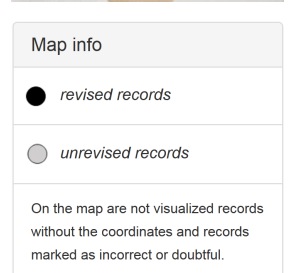 Map info
revised records
unrevised records
On the map are not visualized records
without the coordinates and records
marked as incorrect or doubtful.